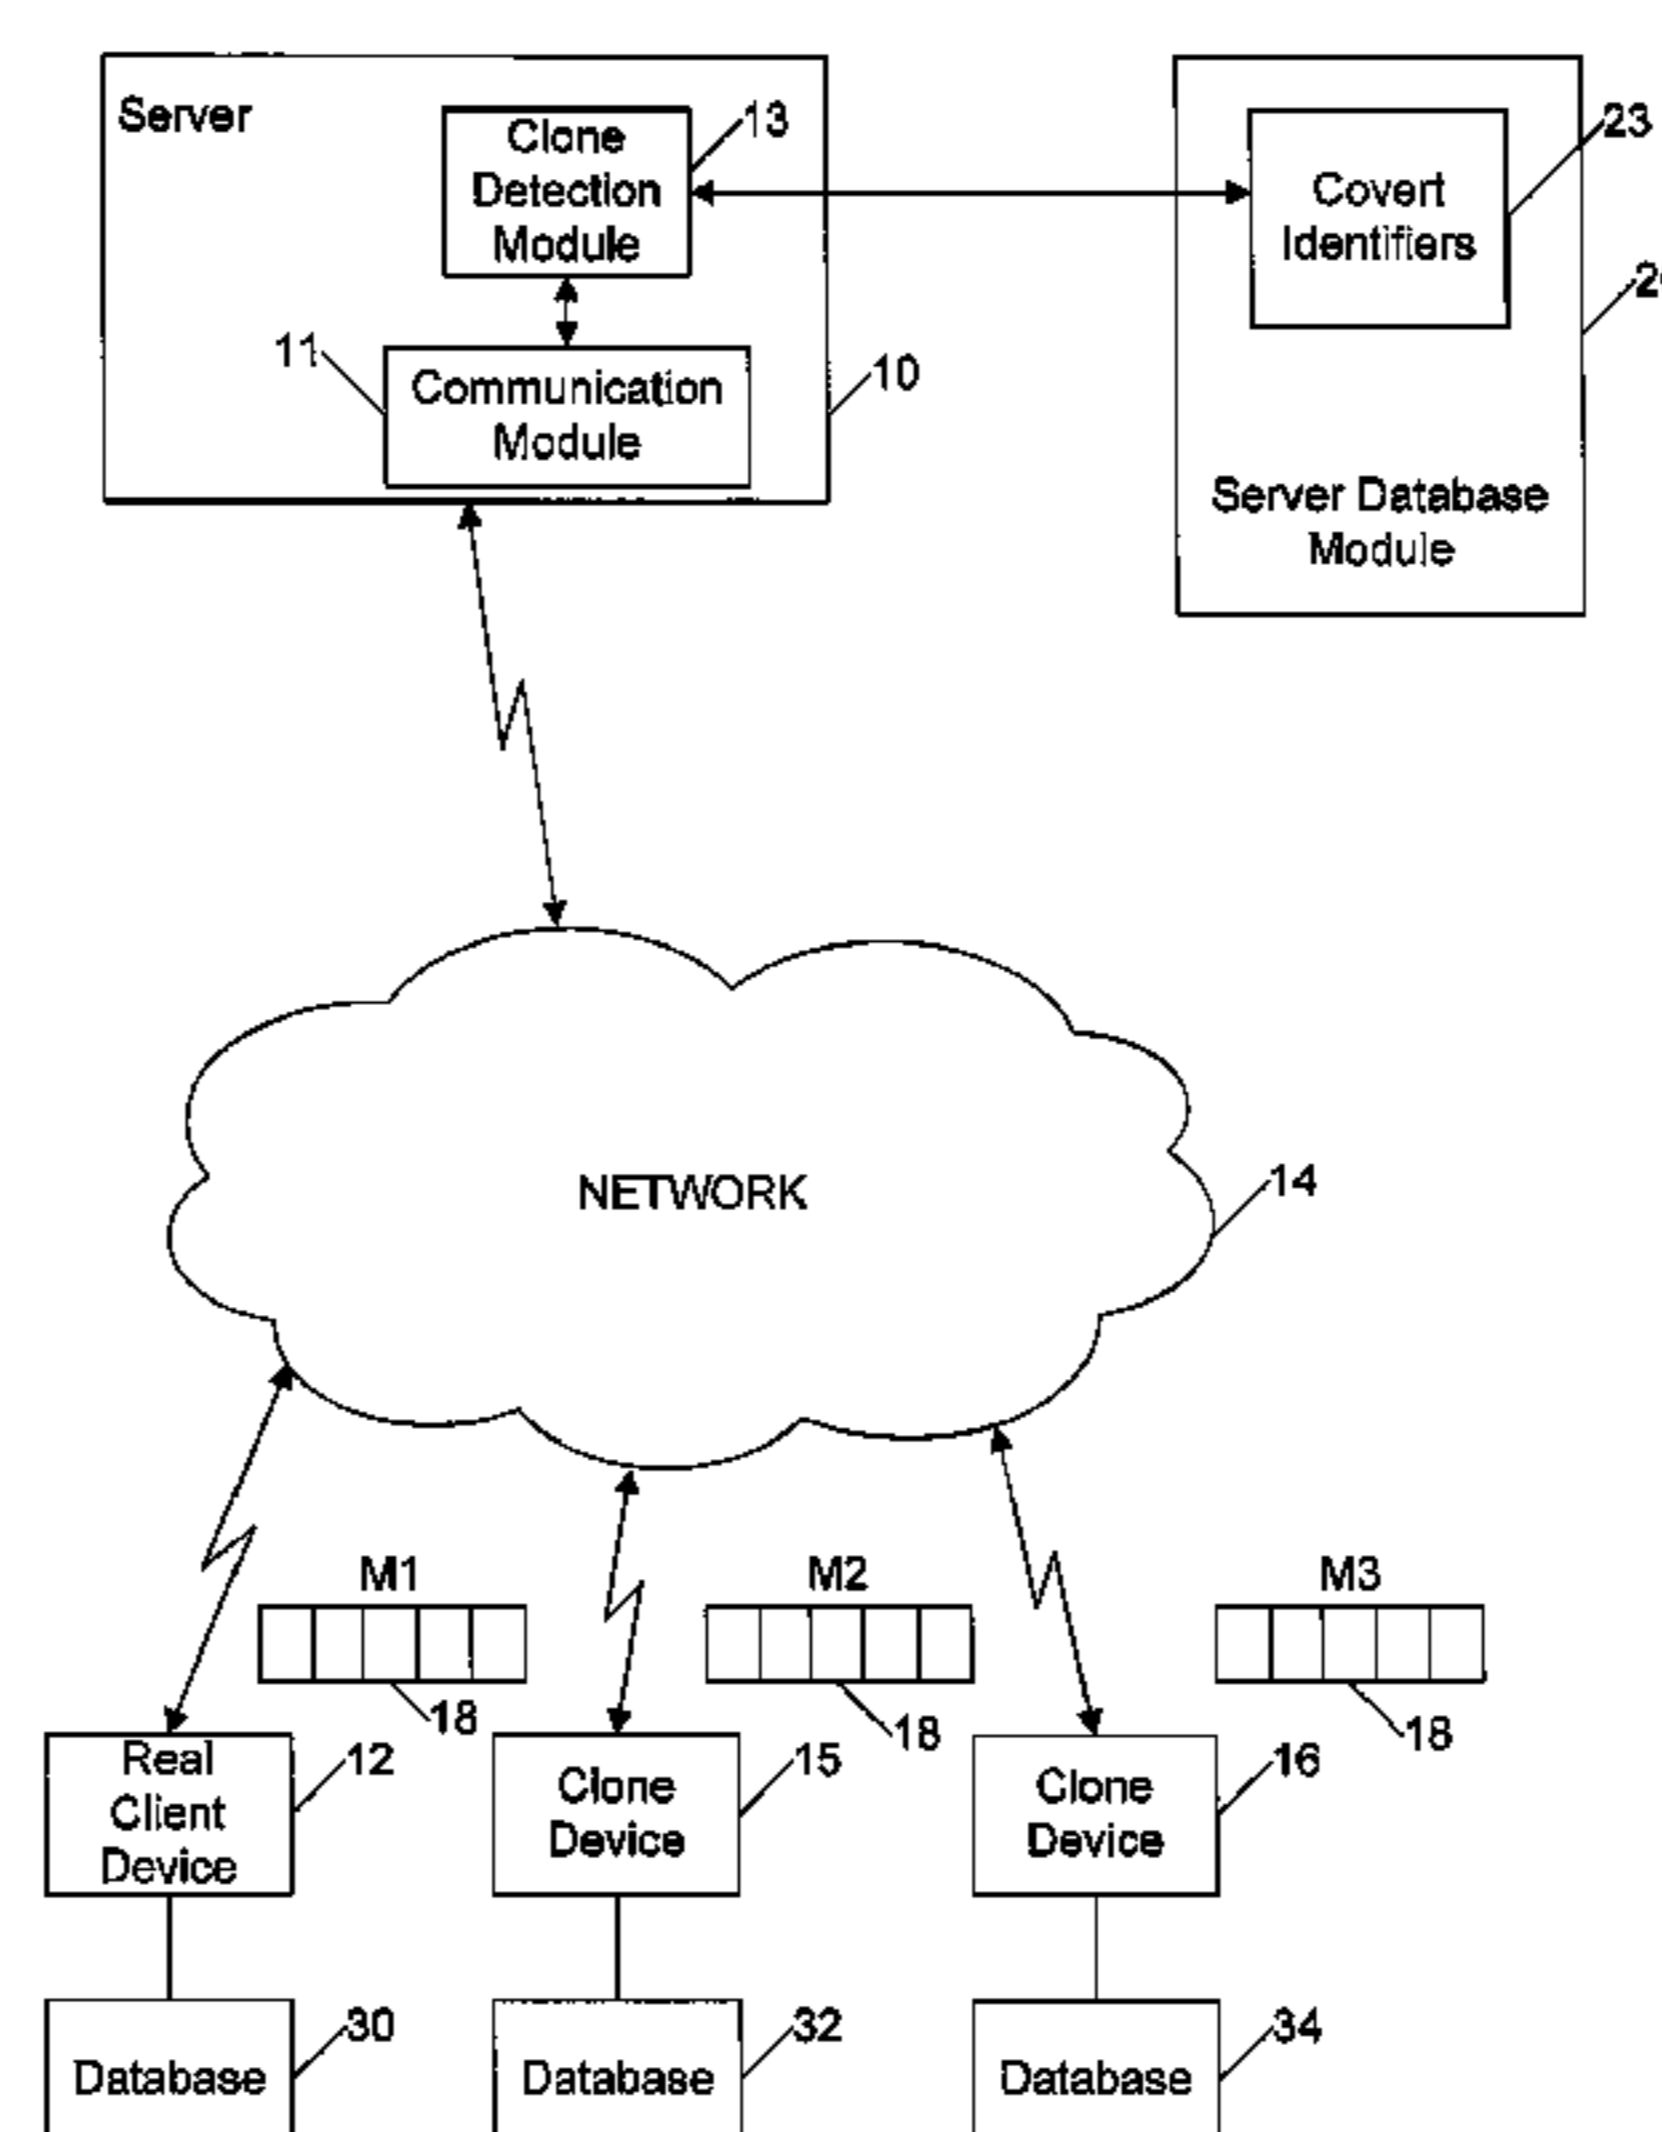 Server
Clone
Detection
Module
13
Covert
Identifiers
23
11
Communication
Module
10
Server Database
Module
NETWORK
14
M1
M2
M3
18
18
18
Real
Client
Device
12
Clone
Device
15
Clone
Device
16
Database
30
Database
32
Database
34